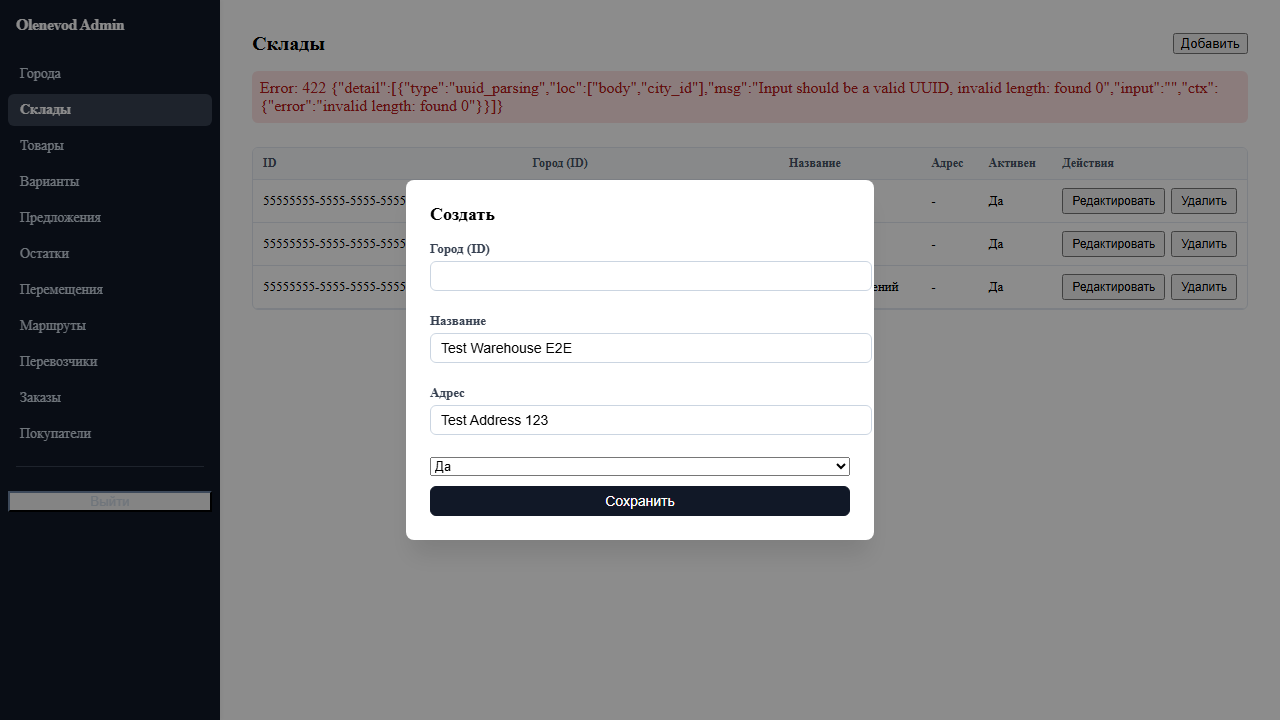 Olenevod Admin
Города
Склады
Товары
Варианты
Предложения
Остатки
Перемещения
Маршруты
Перевозчики
Заказы
Покупатели
Выйти
Склады
Добавить
Error: 422 {"detail":[{"type":"uuid_parsing","loc":["body","city_id"],"msg":"Input should be a valid UUID, invalid length: found 0","input":"","ctx":
{"error":"invalid length: found 0"}}]}
ID Город (ID) Название Адрес Активен Действия
55555555-5555-5555-5555 - Да Редактировать Удалить
55555555-5555-5555-5555 - Да Редактировать Удалить
55555555-5555-5555-5555 ений - Да Редактировать Удалить
Создать
Город (ID)
Название
Test Warehouse E2E
Адрес
Test Address 123
Да
Сохранить